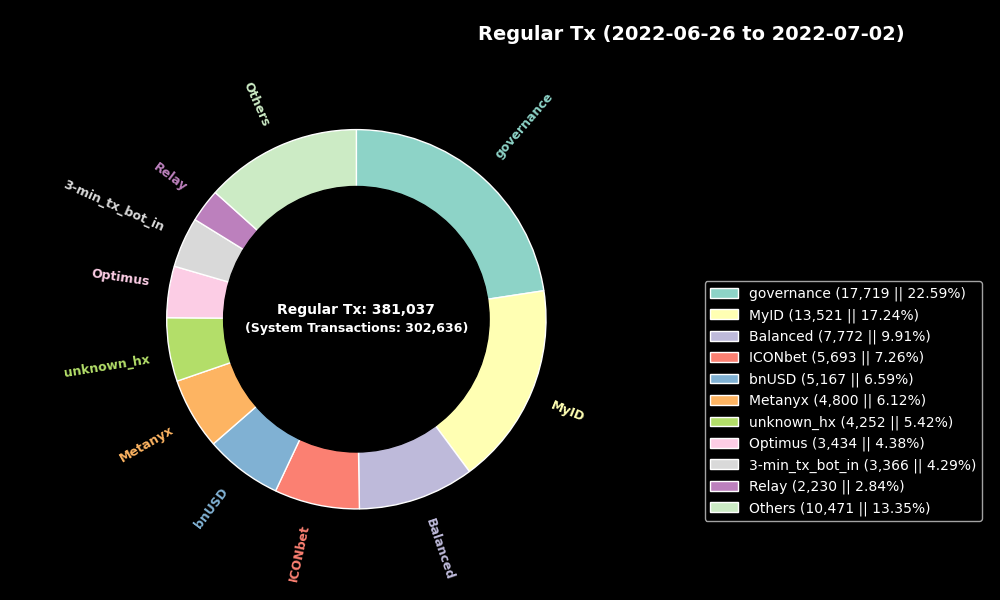 Regular Tx (2022-06-26 to 2022-07-02)
governance
Others
Relay
3-min_tx_bot_in
Optimus
unknown_hx
Metanyx
bnUSD
ICONbet
Balanced
MyID
Regular Tx: 381,037
(System Transactions: 302,636)
governance (17,719 || 22.59%)
MyID (13,521 || 17.24%)
Balanced (7,772 || 9.91%)
ICONbet (5,693 || 7.26%)
bnUSD (5,167 || 6.59%)
Metanyx (4,800 || 6.12%)
unknown_hx (4,252 || 5.42%)
Optimus (3,434 || 4.38%)
3-min_tx_bot_in (3,366 || 4.29%)
Relay (2,230 || 2.84%)
Others (10,471 || 13.35%)